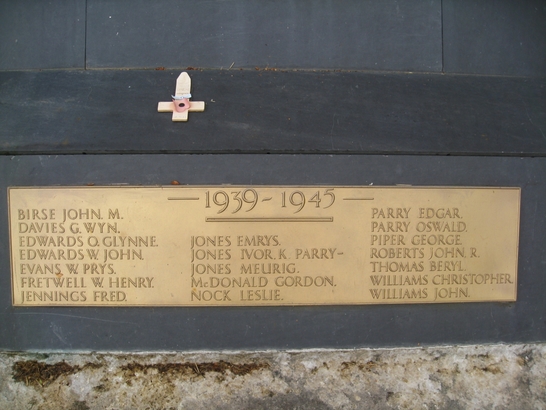 1939-1945
BIRSE JOHN. M.
DAVIES G. WYN.
EDWARDS O. GLYNNE.
EDWARDS W. JOHN.
EVANS W. PRYS.
FRETWELL W. HENRY.
JENNINGS FRED.
JONES EMRYS.
JONES IVOR. K. PARRY-
JONES MEURIG.
McDONALD GORDON.
NOCK LESLIE.
PARRY EDGAR.
PARRY OSWALD.
PIPER GEORGE.
ROBERTS JOHN. R.
THOMAS BERYL.
WILLIAMS CHRISTOPHER.
WILLIAMS JOHN.